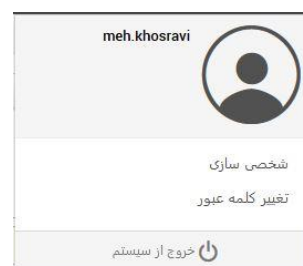 meh.khosravi
شخصی سازی
تغییر کلمه عبور
خروج از سیستم